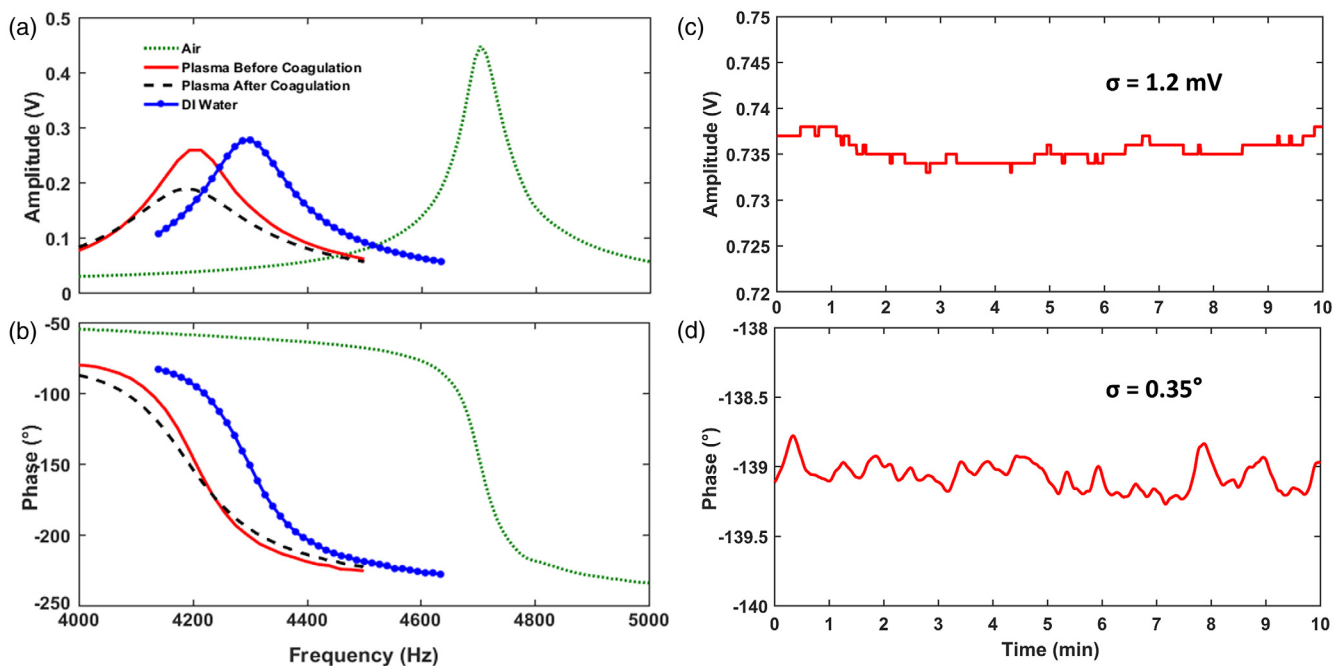 (a)
0.5
0.4
0.3
0.2
0.1
0
Amplitude (V)
Air
Plasma Before Coagulation
Plasma After Coagulation
DI Water
(b)
-50
-100
-150
-200
-250
Phase (°)
4000 4200 4400 4600 4800 5000
Frequency (Hz)
(c)
0.75
0.745
0.74
0.735
0.73
0.725
0.72
Amplitude (V)
σ = 1.2 mV
0 1 2 3 4 5 6 7 8 9 10
(d)
-138
-138.5
-139
-139.5
-140
Phase (°)
σ = 0.35°
0 1 2 3 4 5 6 7 8 9 10
Time (min)